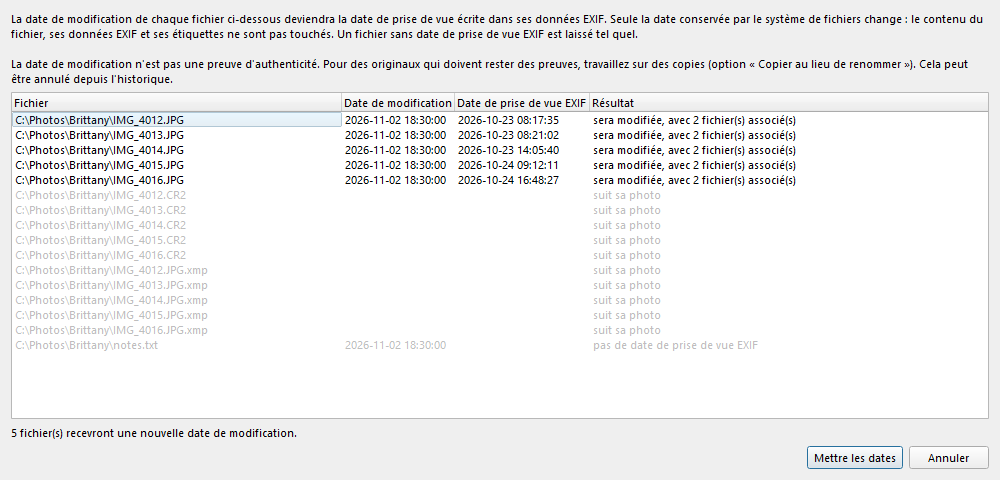 La date de modification de chaque fichier ci-dessous deviendra la date de prise de vue écrite dans ses données EXIF. Seule la date conservée par le système de fichiers change : le contenu du
fichier, ses données EXIF et ses étiquettes ne sont pas touchés. Un fichier sans date de prise de vue EXIF est laissé tel quel.
La date de modification n'est pas une preuve d'authenticité. Pour des originaux qui doivent rester des preuves, travaillez sur des copies (option « Copier au lieu de renommer »). Cela peut
être annulé depuis l'historique.
Fichier Date de modification Date de prise de vue EXIF Résultat
C:\Photos\Brittany\IMG_4012.JPG 2026-11-02 18:30:00 2026-10-23 08:17:35 sera modifiée, avec 2 fichier(s) associé(s)
C:\Photos\Brittany\IMG_4013.JPG 2026-11-02 18:30:00 2026-10-23 08:21:02 sera modifiée, avec 2 fichier(s) associé(s)
C:\Photos\Brittany\IMG_4014.JPG 2026-11-02 18:30:00 2026-10-23 14:05:40 sera modifiée, avec 2 fichier(s) associé(s)
C:\Photos\Brittany\IMG_4015.JPG 2026-11-02 18:30:00 2026-10-24 09:12:11 sera modifiée, avec 2 fichier(s) associé(s)
C:\Photos\Brittany\IMG_4016.JPG 2026-11-02 18:30:00 2026-10-24 16:48:27 sera modifiée, avec 2 fichier(s) associé(s)
C:\Photos\Brittany\IMG_4012.CR2 suit sa photo
C:\Photos\Brittany\IMG_4013.CR2 suit sa photo
C:\Photos\Brittany\IMG_4014.CR2 suit sa photo
C:\Photos\Brittany\IMG_4015.CR2 suit sa photo
C:\Photos\Brittany\IMG_4016.CR2 suit sa photo
C:\Photos\Brittany\IMG_4012.JPG.xmp suit sa photo
C:\Photos\Brittany\IMG_4013.JPG.xmp suit sa photo
C:\Photos\Brittany\IMG_4014.JPG.xmp suit sa photo
C:\Photos\Brittany\IMG_4015.JPG.xmp suit sa photo
C:\Photos\Brittany\IMG_4016.JPG.xmp suit sa photo
C:\Photos\Brittany\notes.txt 2026-11-02 18:30:00 pas de date de prise de vue EXIF
5 fichier(s) recevront une nouvelle date de modification.
Mettre les dates Annuler